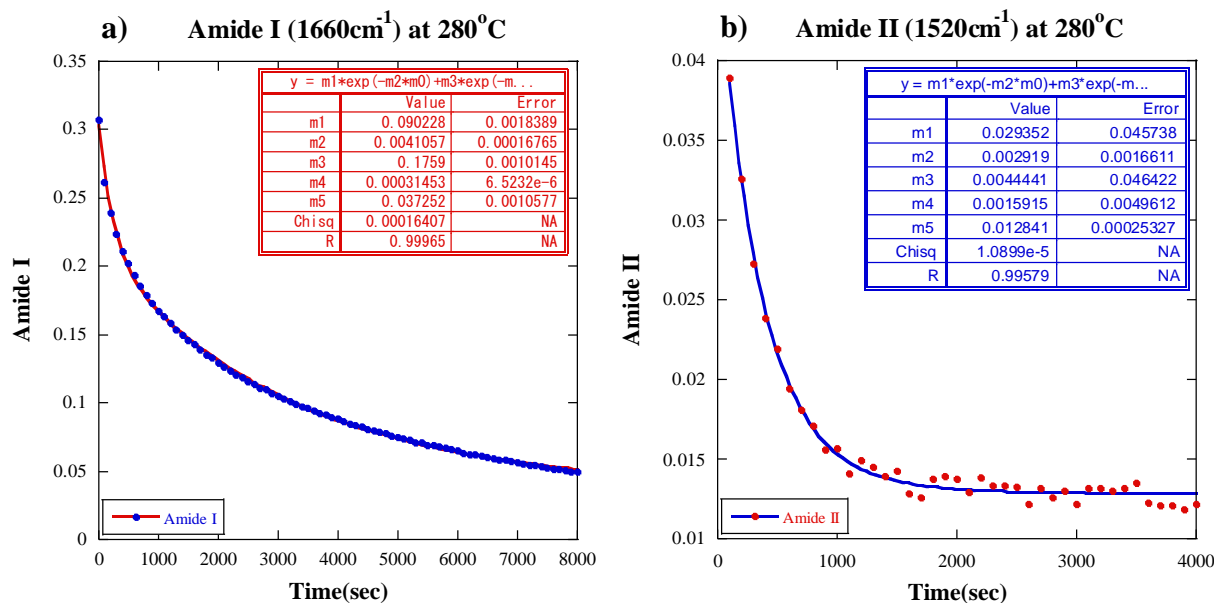 a) Amide I (1660cm⁻¹) at 280°C
0.35
0.3
0.25
0.2
0.15
0.1
0.05
0
Amide I
y = m1*exp(-m2*m0)+m3*exp(-m...
Value Error
m1 0.090228 0.0018389
m2 0.0041057 0.00016765
m3 0.1759 0.0010145
m4 0.00031453 6.5232e-6
m5 0.037252 0.0010577
Chisq 0.00016407 NA
R 0.99965 NA
Amide I
0 1000 2000 3000 4000 5000 6000 7000 8000
Time(sec)
b) Amide II (1520cm⁻¹) at 280°C
0.04
0.035
0.03
0.025
0.02
0.015
0.01
Amide II
y = m1*exp(-m2*m0)+m3*exp(-m...
Value Error
m1 0.029352 0.045738
m2 0.002919 0.0016611
m3 0.0044441 0.046422
m4 0.0015915 0.0049612
m5 0.012841 0.00025327
Chisq 1.0899e-5 NA
R 0.99579 NA
Amide II
0 1000 2000 3000 4000
Time(sec)